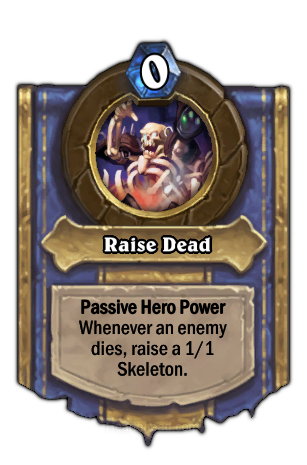 0
Raise Dead
Passive Hero Power
Whenever an enemy
dies, raise a 1/1
Skeleton.